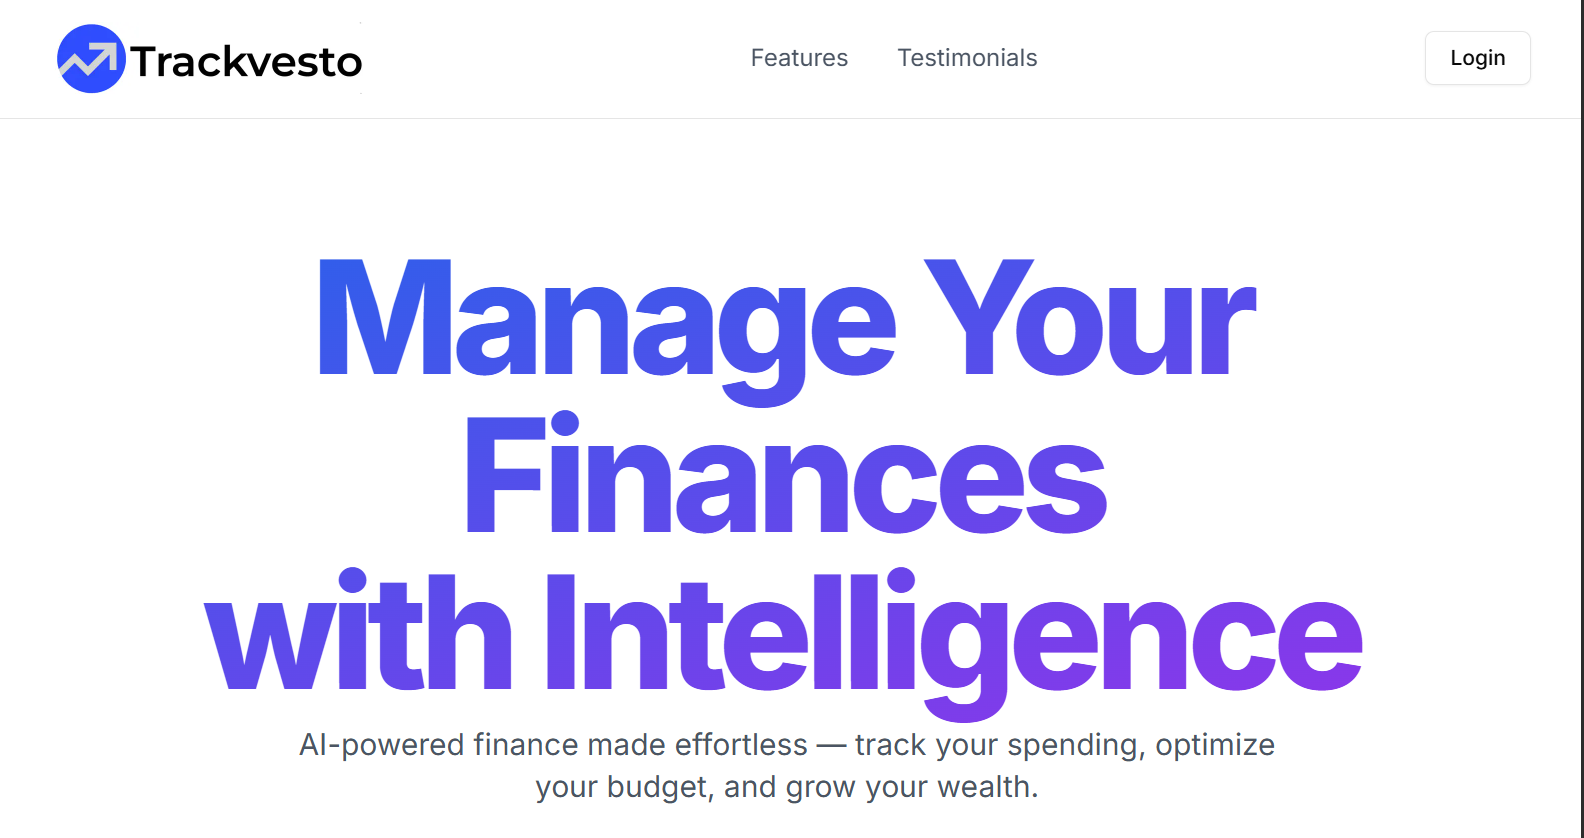 Trackvesto
Features
Testimonials
Login
Manage Your
Finances
with Intelligence
AI-powered finance made effortless — track your spending, optimize
your budget, and grow your wealth.